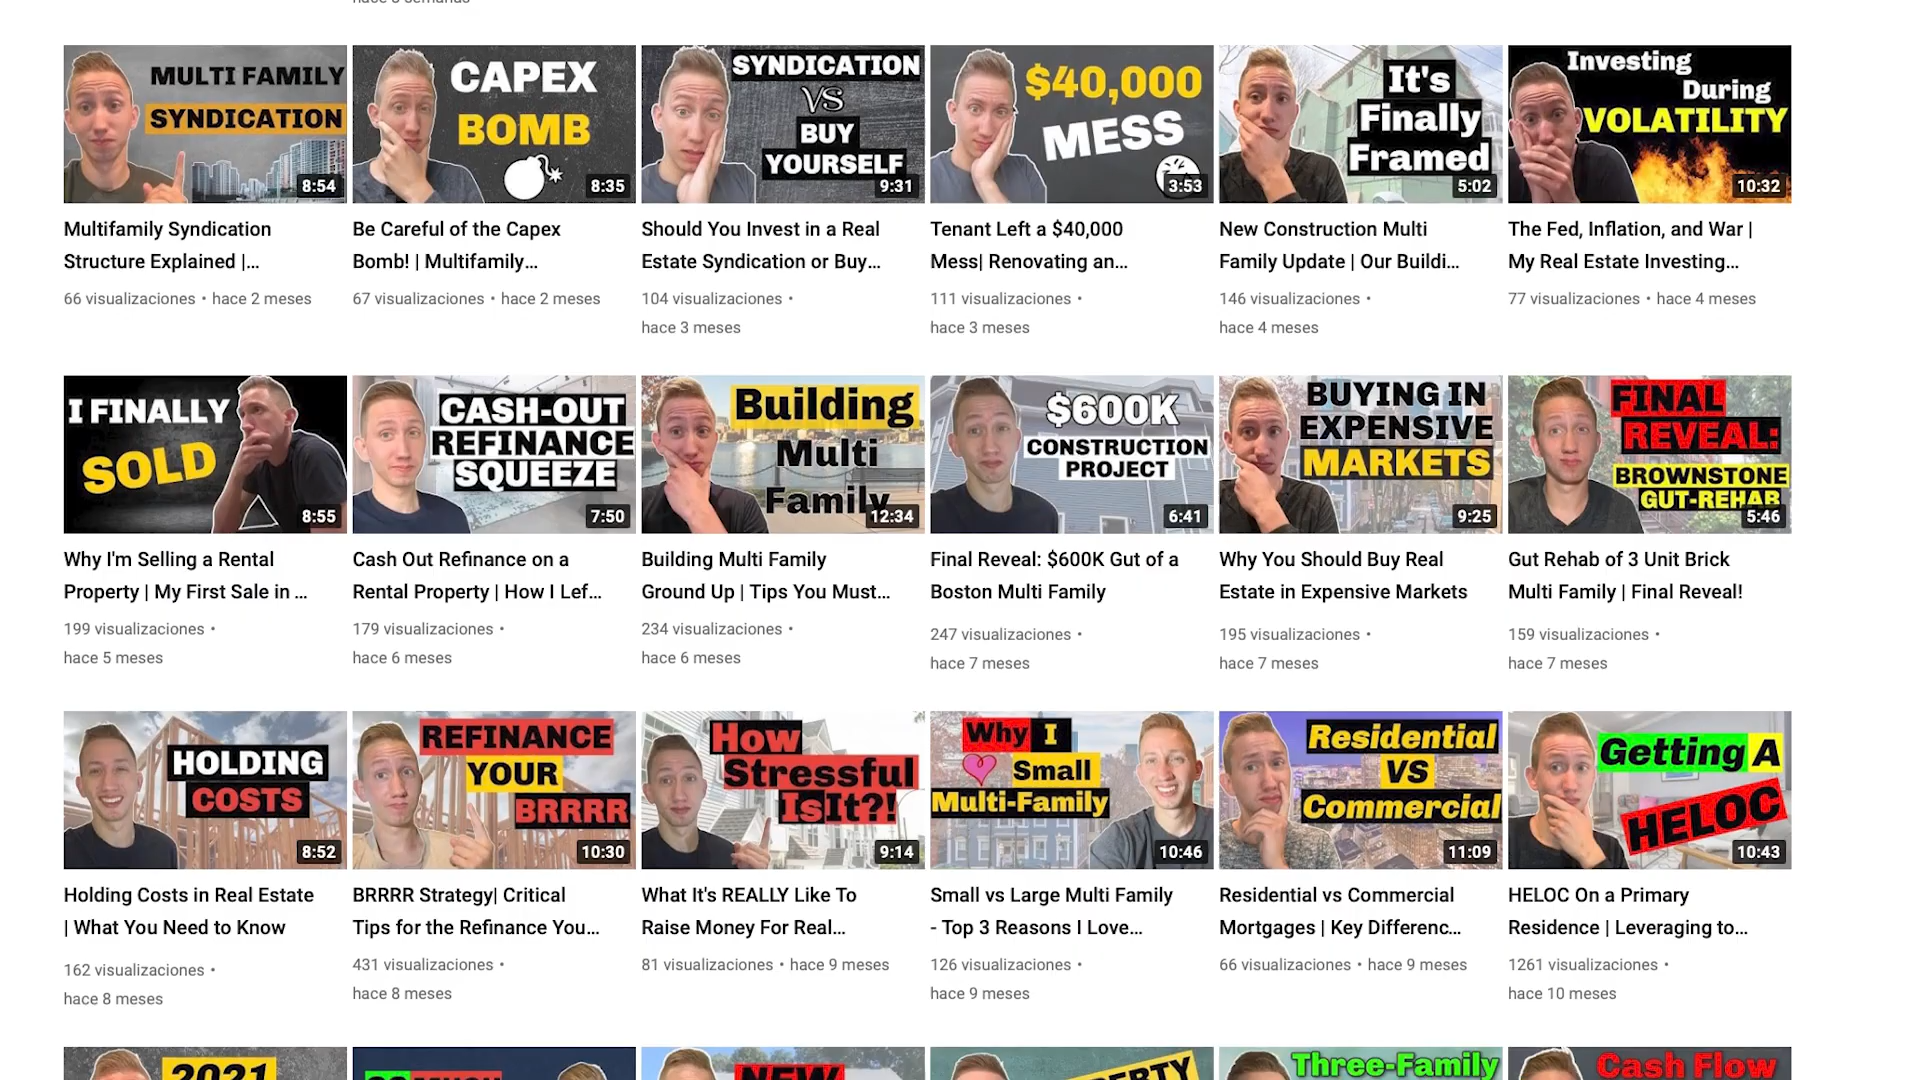 MULTI FAMILY
SYNDICATION
8:54
CAPEX
BOMB
8:35
SYNDICATION
VS
BUY
YOURSELF
9:31
$40,000
MESS
3:53
It's
Finally
Framed
5:02
Investing
During
VOLATILITY
10:32
Multifamily Syndication
Structure Explained |...
66 visualizaciones • hace 2 meses
Be Careful of the Capex
Bomb! | Multifamily...
67 visualizaciones • hace 2 meses
Should You Invest in a Real
Estate Syndication or Buy...
104 visualizaciones •
hace 3 meses
Tenant Left a $40,000
Mess| Renovating an...
111 visualizaciones •
hace 3 meses
New Construction Multi
Family Update | Our Buildi...
146 visualizaciones •
hace 4 meses
The Fed, Inflation, and War |
My Real Estate Investing...
77 visualizaciones • hace 4 meses
I FINALLY
SOLD
8:55
CASH-OUT
REFINANCE
SQUEEZE
7:50
Building
Multi
Family
12:34
$600K
CONSTRUCTION
PROJECT
6:41
BUYING IN
EXPENSIVE
MARKETS
9:25
FINAL
REVEAL:
BROWNSTONE
GUT-REHAB
5:46
Why I'm Selling a Rental
Property | My First Sale in ...
199 visualizaciones •
hace 5 meses
Cash Out Refinance on a
Rental Property | How I Lef...
179 visualizaciones •
hace 6 meses
Building Multi Family
Ground Up | Tips You Must...
234 visualizaciones •
hace 6 meses
Final Reveal: $600K Gut of a
Boston Multi Family
247 visualizaciones •
hace 7 meses
Why You Should Buy Real
Estate in Expensive Markets
195 visualizaciones •
hace 7 meses
Gut Rehab of 3 Unit Brick
Multi Family | Final Reveal!
159 visualizaciones •
hace 7 meses
HOLDING
COSTS
8:52
REFINANCE
YOUR
BRRRR
10:30
How
Stressful
IsIt?!
9:14
Why I
Small
Multi-Family
10:46
Residential
VS
Commercial
11:09
Getting A
HELOC
10:43
Holding Costs in Real Estate
| What You Need to Know
162 visualizaciones •
hace 8 meses
BRRRR Strategy| Critical
Tips for the Refinance You...
431 visualizaciones •
hace 8 meses
What It's REALLY Like To
Raise Money For Real...
81 visualizaciones • hace 9 meses
Small vs Large Multi Family
- Top 3 Reasons I Love...
126 visualizaciones •
hace 9 meses
Residential vs Commercial
Mortgages | Key Differenc...
66 visualizaciones • hace 9 meses
HELOC On a Primary
Residence | Leveraging to...
1261 visualizaciones •
hace 10 meses
2021
NEW
Three-Family
Cash Flow